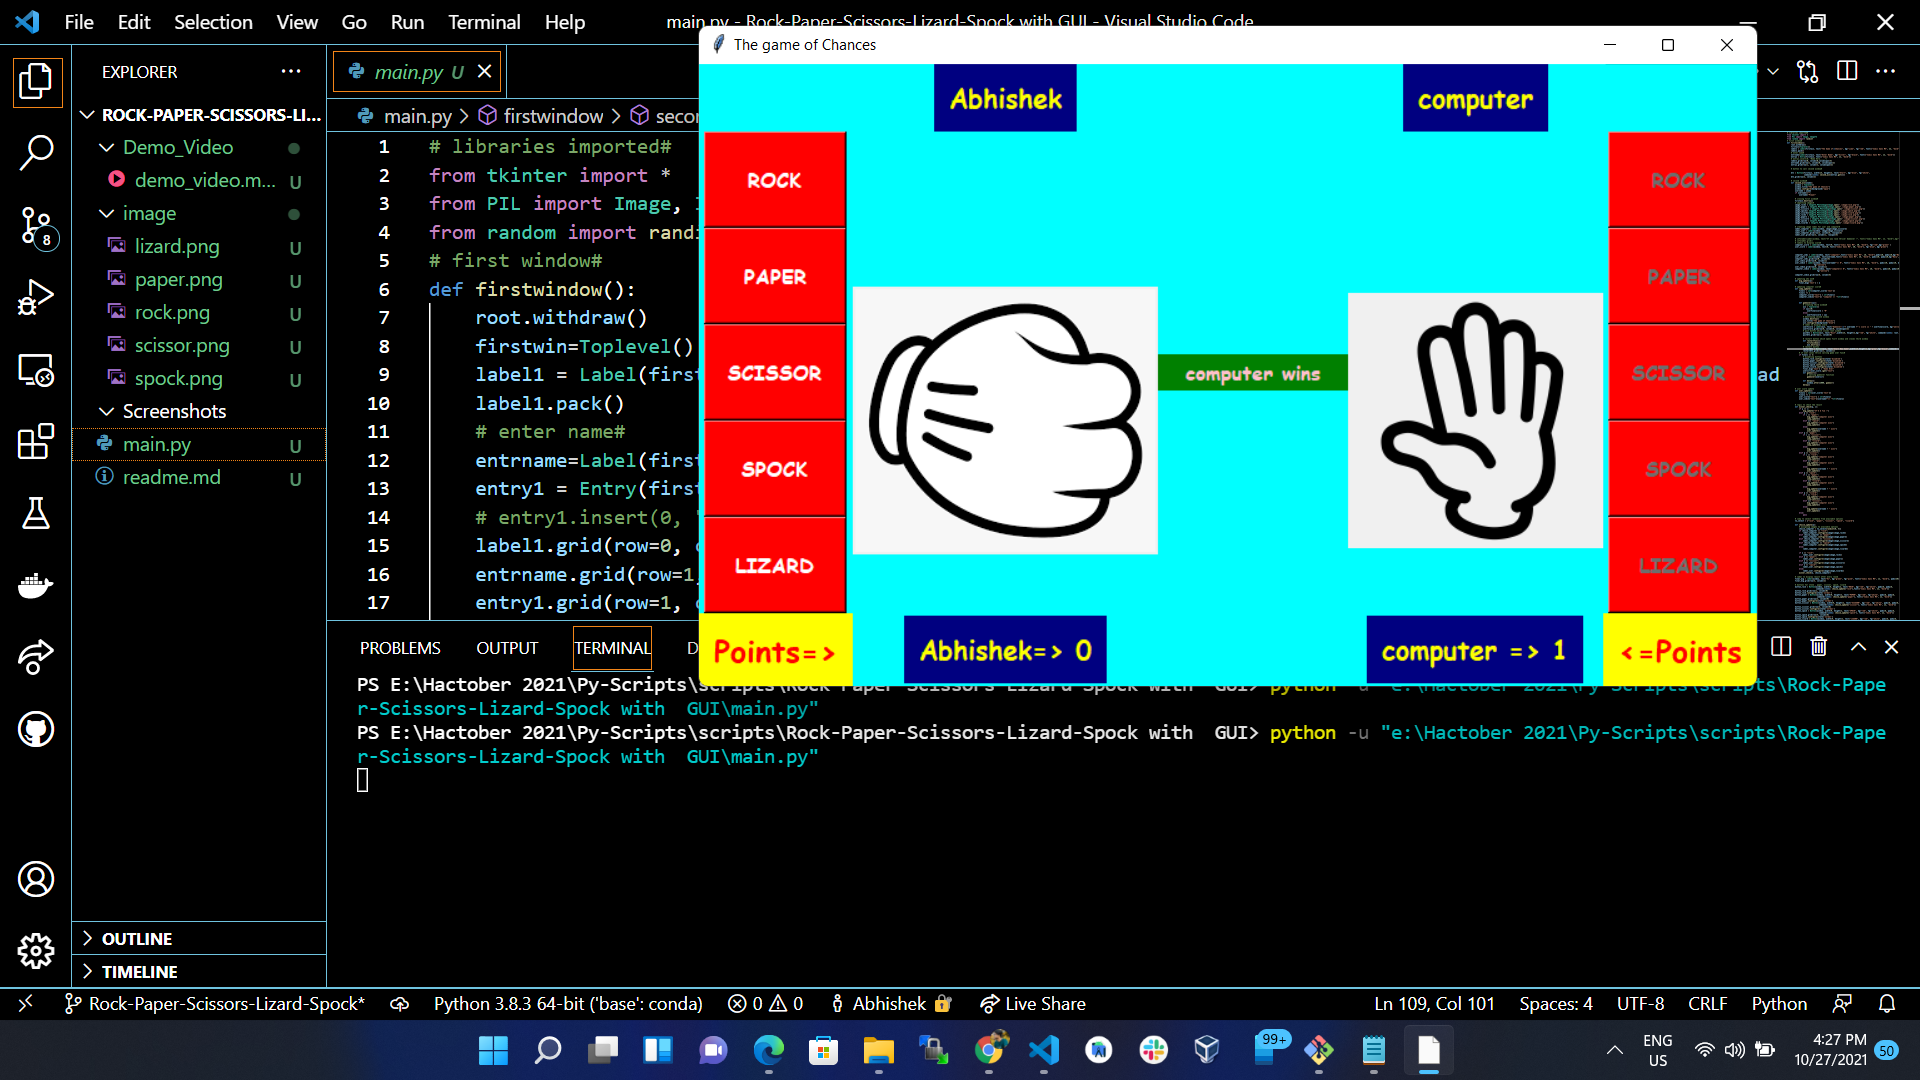 File Edit Selection View Go Run Terminal Help
main.py - Rock-Paper-Scissors-Lizard-Spock with GUI - Visual Studio Code
EXPLORER
ROCK-PAPER-SCISSORS-LI...
Demo_Video
demo_video.m... U
image
lizard.png U
paper.png U
rock.png U
scissor.png U
spock.png U
Screenshots
main.py U
readme.md U
OUTLINE
TIMELINE
8
main.py U
main.py > firstwindow >
1 # libraries imported#
2 from tkinter import *
3 from PIL import Image,
4 from random import
5 # first window#
6 def firstwindow():
7 root.withdraw()
8 firstwin=Toplevel()
9 label1 = Label(
10 label1.pack()
11 # enter name#
12 entrname=Label(
13 entry1 = Entry(
14 # entry1.insert(0,
15 label1.grid(row=0,
16 entrname.grid(row=1,
17 entry1.grid(row=1,
The game of Chances
Abhishek computer
ROCK ROCK
PAPER PAPER
SCISSOR computer wins SCISSOR
SPOCK SPOCK
LIZARD LIZARD
Points=> Abhishek=> 0 computer => 1 <=Points
ad
PROBLEMS OUTPUT TERMINAL D
PS E:\Hactober 2021\Py-Scripts\scripts\Rock-Paper-Scissors-Lizard-Spock with  GUI> python -u "e:\Hactober 2021\Py-Scripts\scripts\Rock-Pape
r-Scissors-Lizard-Spock with  GUI\main.py"
PS E:\Hactober 2021\Py-Scripts\scripts\Rock-Paper-Scissors-Lizard-Spock with  GUI> python -u "e:\Hactober 2021\Py-Scripts\scripts\Rock-Pape
r-Scissors-Lizard-Spock with  GUI\main.py"
Rock-Paper-Scissors-Lizard-Spock* Python 3.8.3 64-bit ('base': conda) 0 0 Abhishek Live Share Ln 109, Col 101 Spaces: 4 UTF-8 CRLF Python
99+
ENG
US
4:27 PM
10/27/2021
50